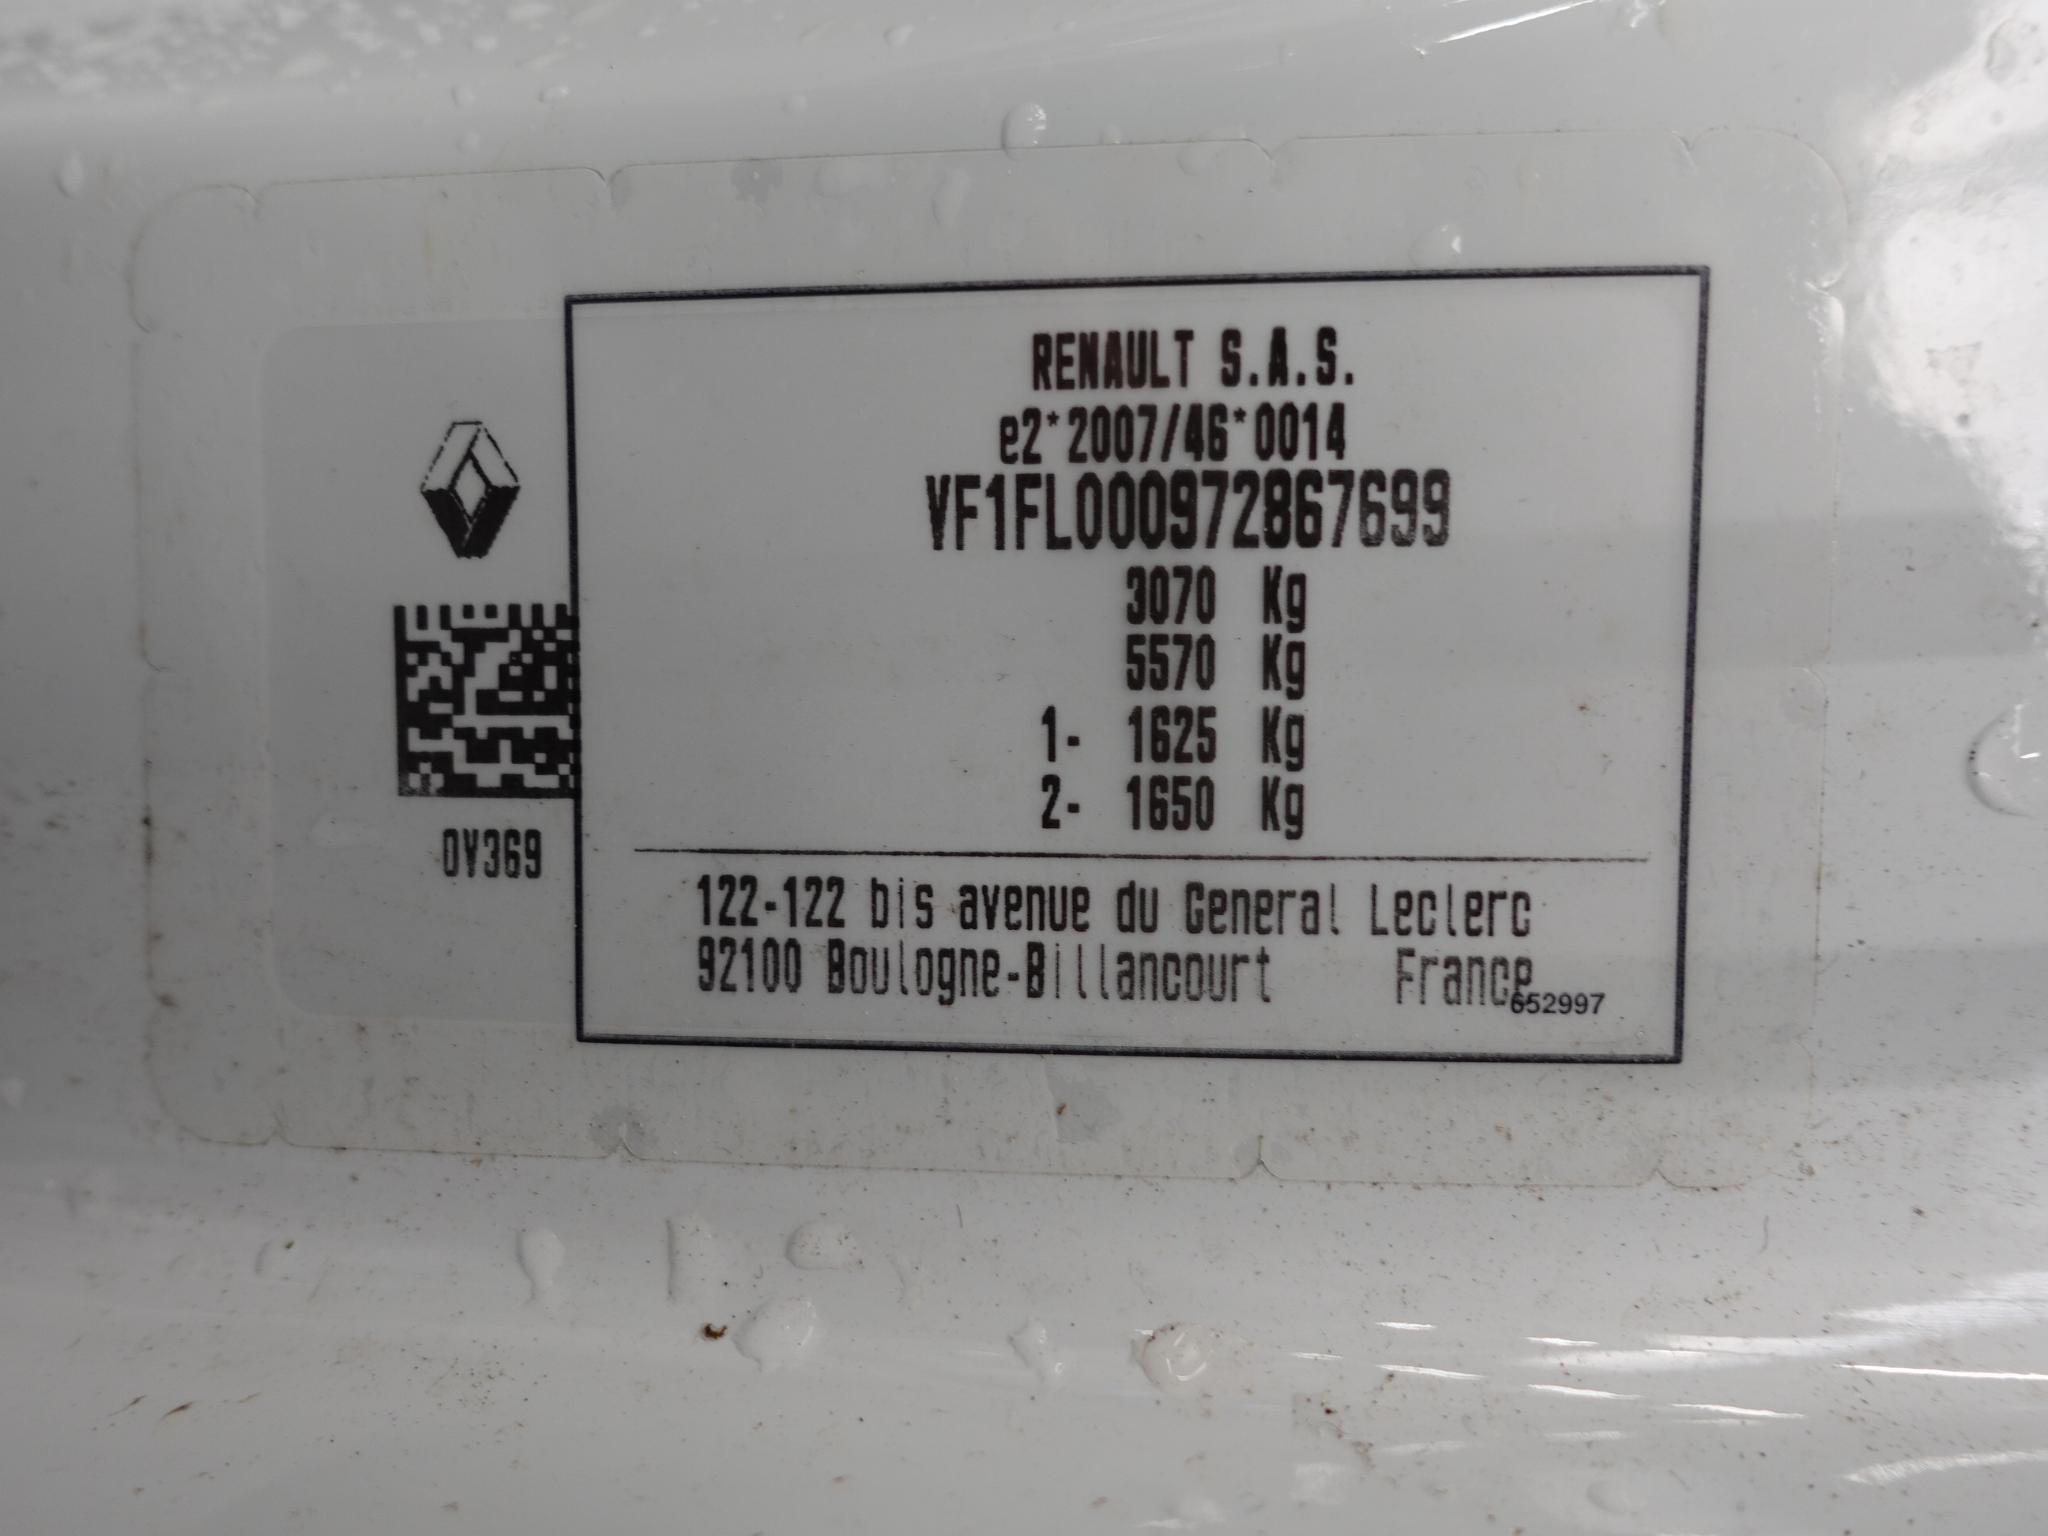 RENAULT S.A.S.
e2*2007/46*0014
VF1FL000972867699
3070 Kg
5570 Kg
1- 1625 Kg
2- 1650 Kg
0V369
122-122 bis avenue du General Leclerc
92100 Boulogne-Billancourt France
652997